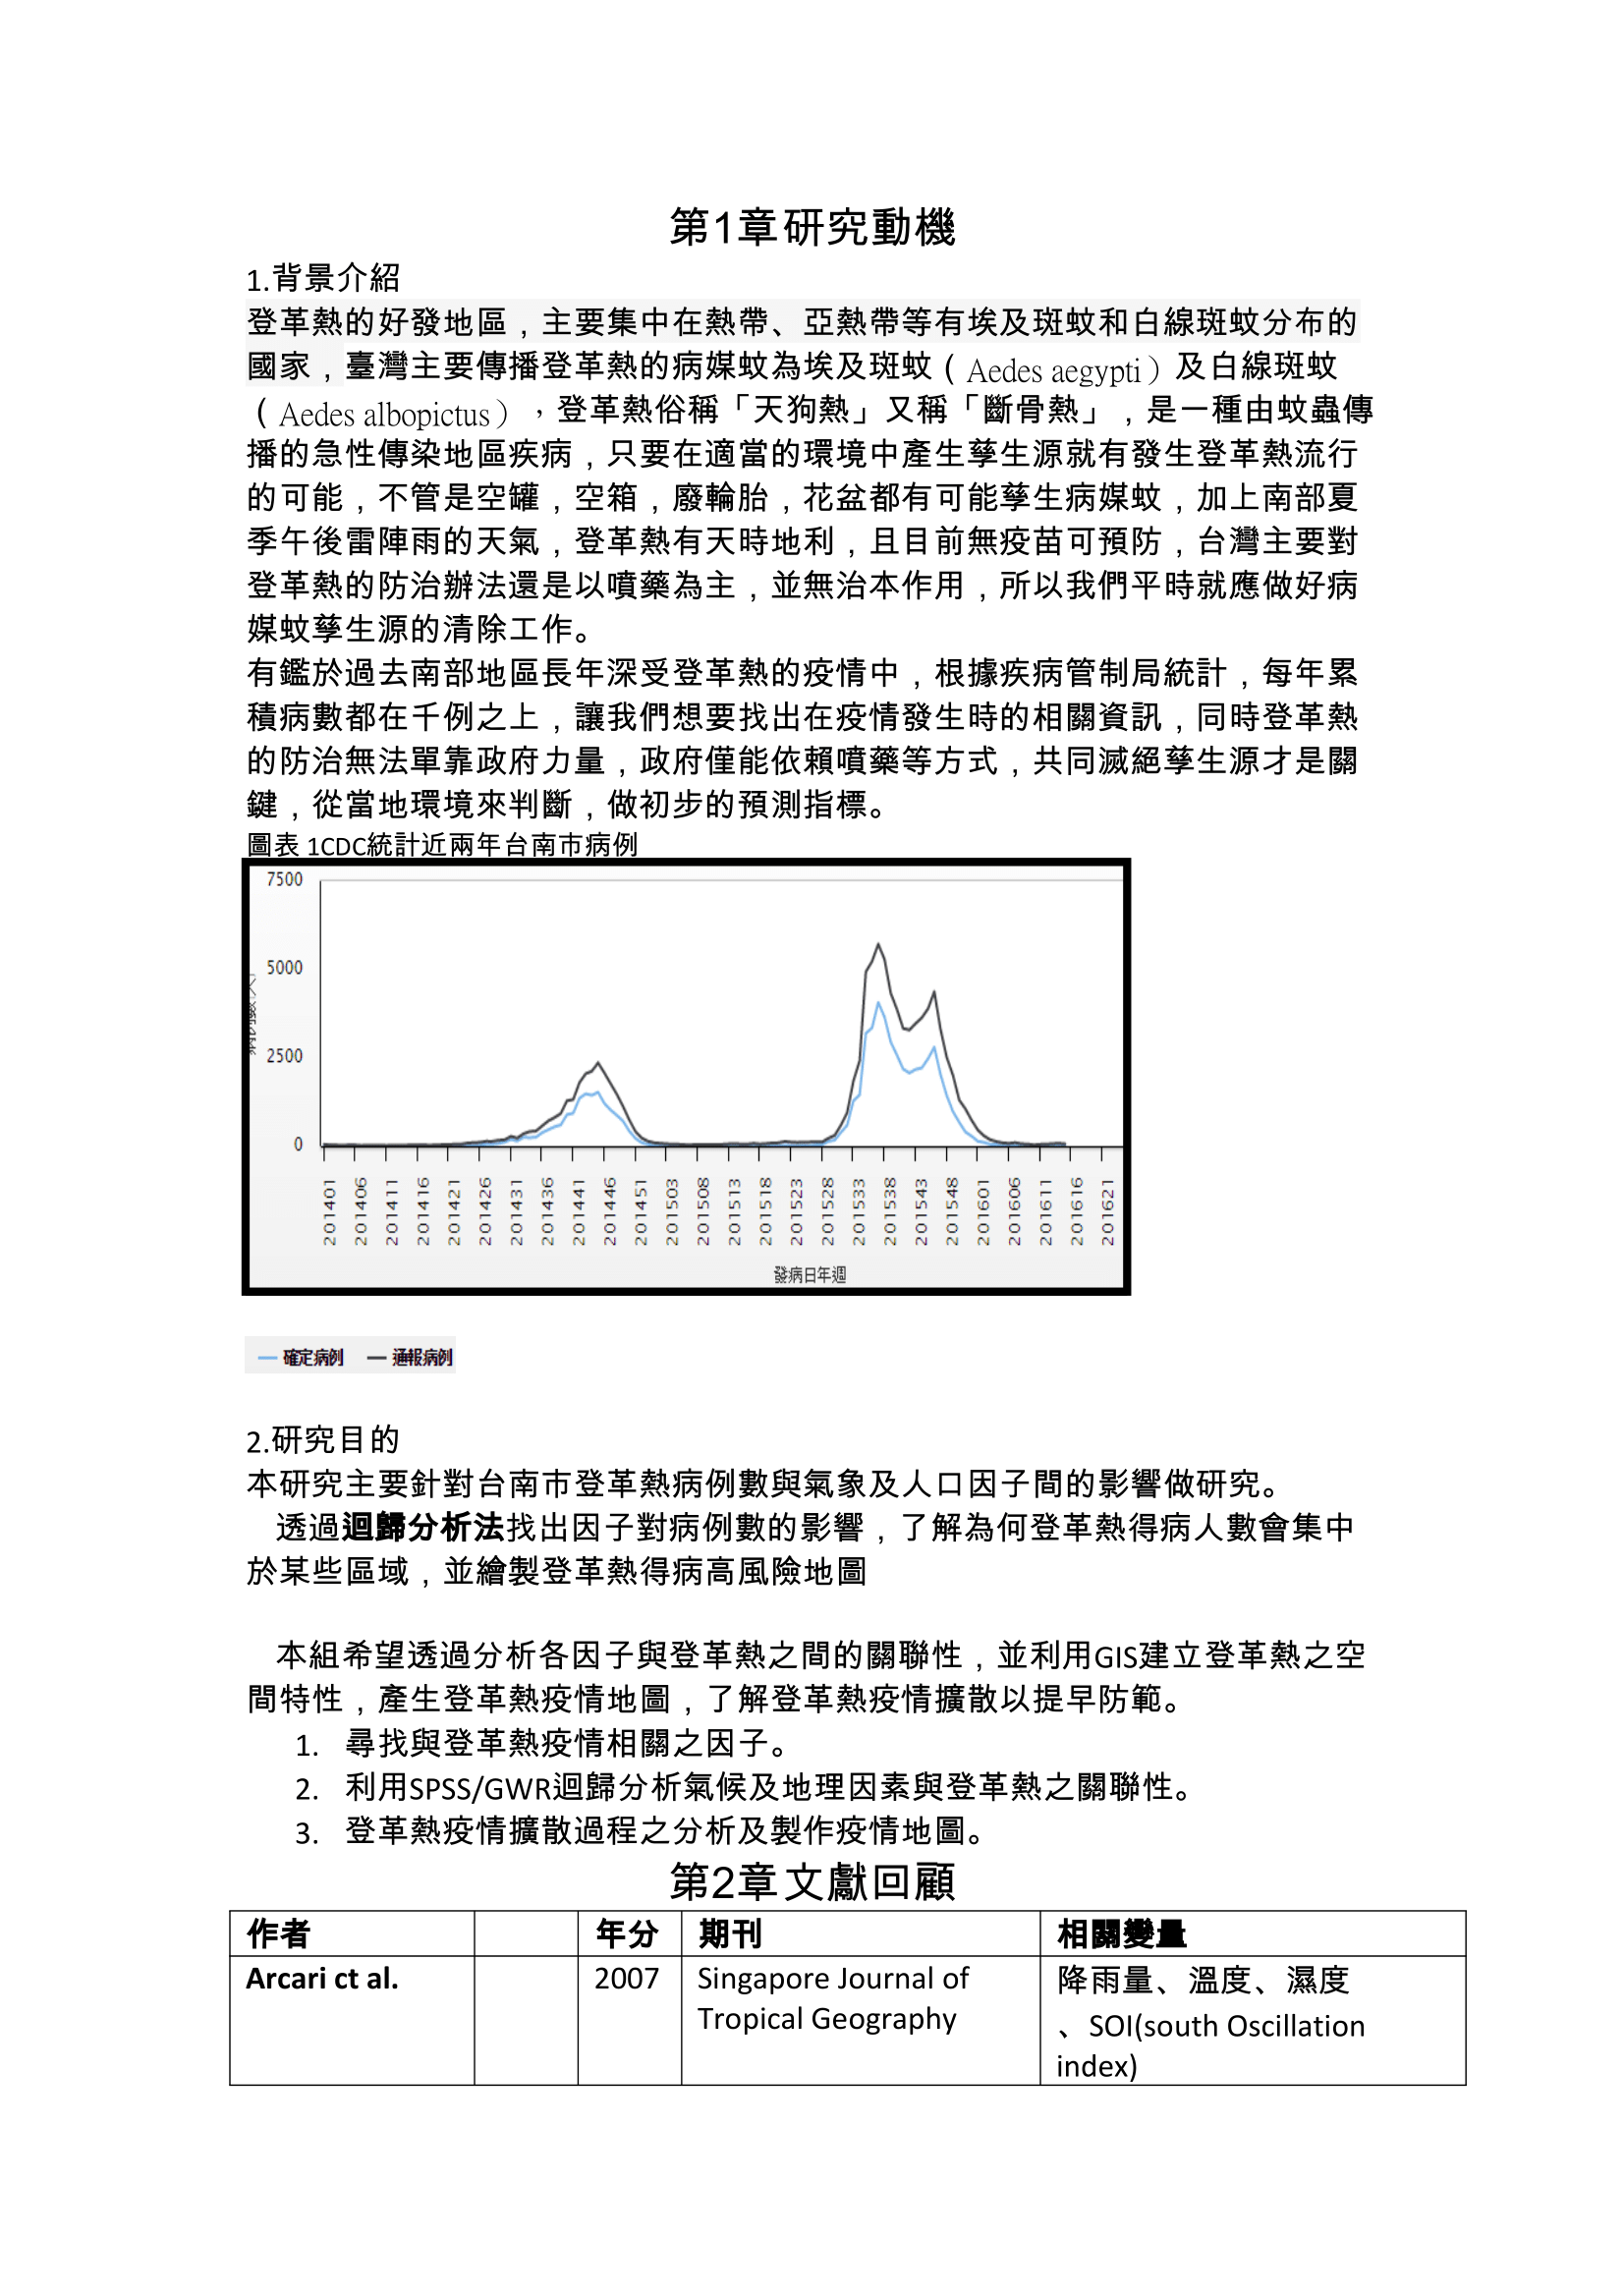 第1章研究動機
1.背景介紹
登革熱的好發地區，主要集中在熱帶、亞熱帶等有埃及斑蚊和白線斑蚊分布的
國家，臺灣主要傳播登革熱的病媒蚊為埃及斑蚊（Aedes aegypti）及白線斑蚊
（Aedes albopictus），登革熱俗稱「天狗熱」又稱「斷骨熱」，是一種由蚊蟲傳
播的急性傳染地區疾病，只要在適當的環境中產生孳生源就有發生登革熱流行
的可能，不管是空罐，空箱，廢輪胎，花盆都有可能孳生病媒蚊，加上南部夏
季午後雷陣雨的天氣，登革熱有天時地利，且目前無疫苗可預防，台灣主要對
登革熱的防治辦法還是以噴藥為主，並無治本作用，所以我們平時就應做好病
媒蚊孳生源的清除工作。
有鑑於過去南部地區長年深受登革熱的疫情中，根據疾病管制局統計，每年累
積病數都在千例之上，讓我們想要找出在疫情發生時的相關資訊，同時登革熱
的防治無法單靠政府力量，政府僅能依賴噴藥等方式，共同滅絕孳生源才是關
鍵，從當地環境來判斷，做初步的預測指標。
圖表 1CDC統計近兩年台南市病例
7500
5000
2500
0
201401 201406 201411 201416 201421 201426 201431 201436 201441 201446 201451 201503 201508 201513 201518 201523 201528 201533 201538 201543 201548 201601 201606 201611 201616 201621
發病日年週
確定病例 通報病例
2.研究目的
本研究主要針對台南市登革熱病例數與氣象及人口因子間的影響做研究。
透過迴歸分析法找出因子對病例數的影響，了解為何登革熱得病人數會集中
於某些區域，並繪製登革熱得病高風險地圖
本組希望透過分析各因子與登革熱之間的關聯性，並利用GIS建立登革熱之空
間特性，產生登革熱疫情地圖，了解登革熱疫情擴散以提早防範。
1. 尋找與登革熱疫情相關之因子。
2. 利用SPSS/GWR迴歸分析氣候及地理因素與登革熱之關聯性。
3. 登革熱疫情擴散過程之分析及製作疫情地圖。
第2章文獻回顧
作者 年分 期刊 相關變量
Arcari ct al. 2007 Singapore Journal of 降雨量、溫度、濕度
Tropical Geography 、SOI(south Oscillation
index)